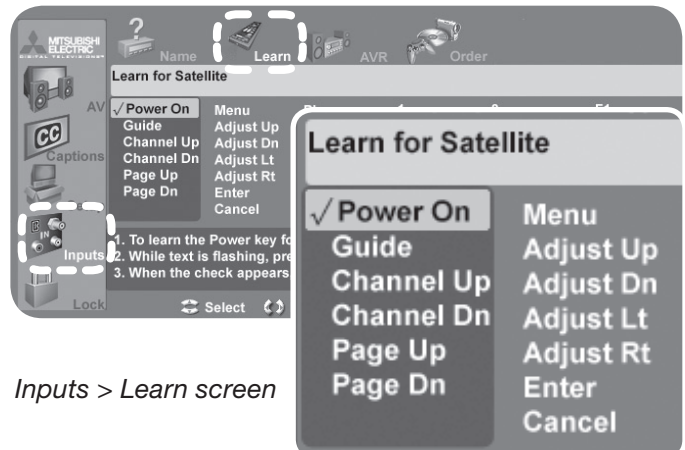 MITSUBISHI
ELECTRIC
DIGITAL TELEVISIONS
?
Name
Learn
AVR
Order
Learn for Satellite
AV
CC
Captions
IN
Inputs
Lock
√ Power On
Guide
Channel Up
Channel Dn
Page Up
Page Dn
Menu
Adjust Up
Adjust Dn
Adjust Lt
Adjust Rt
Enter
Cancel
1. To learn the Power key fo
2. While text is flashing, pre
3. When the check appears
Select
Learn for Satellite
√ Power On
Guide
Channel Up
Channel Dn
Page Up
Page Dn
Menu
Adjust Up
Adjust Dn
Adjust Lt
Adjust Rt
Enter
Cancel
Inputs > Learn screen